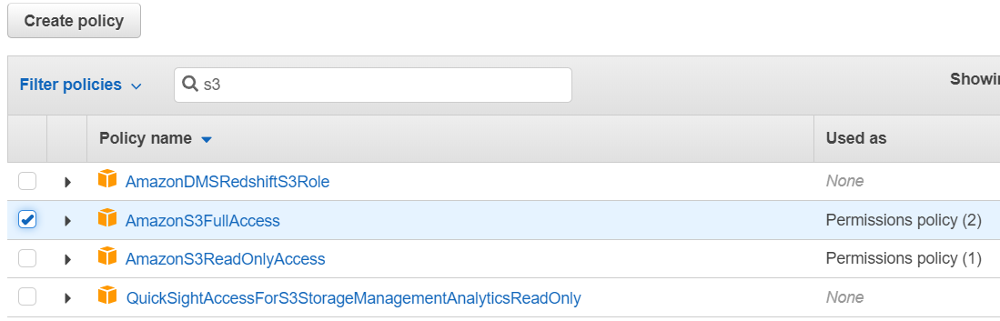 Create policy
Filter policies s3 Showin
Policy name Used as
AmazonDMSRedshiftS3Role None
AmazonS3FullAccess Permissions policy (2)
AmazonS3ReadOnlyAccess Permissions policy (1)
QuickSightAccessForS3StorageManagementAnalyticsReadOnly None